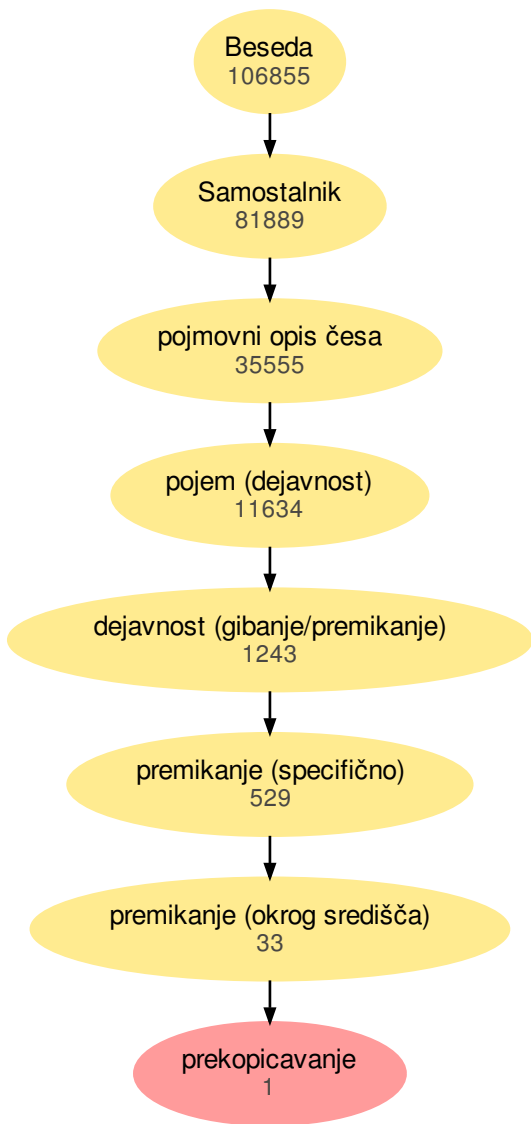 Beseda
106855
Samostalnik
81889
pojmovni opis česa
35555
pojem (dejavnost)
11634
dejavnost (gibanje/premikanje)
1243
premikanje (specifično)
529
premikanje (okrog središča)
33
prekopicavanje
1